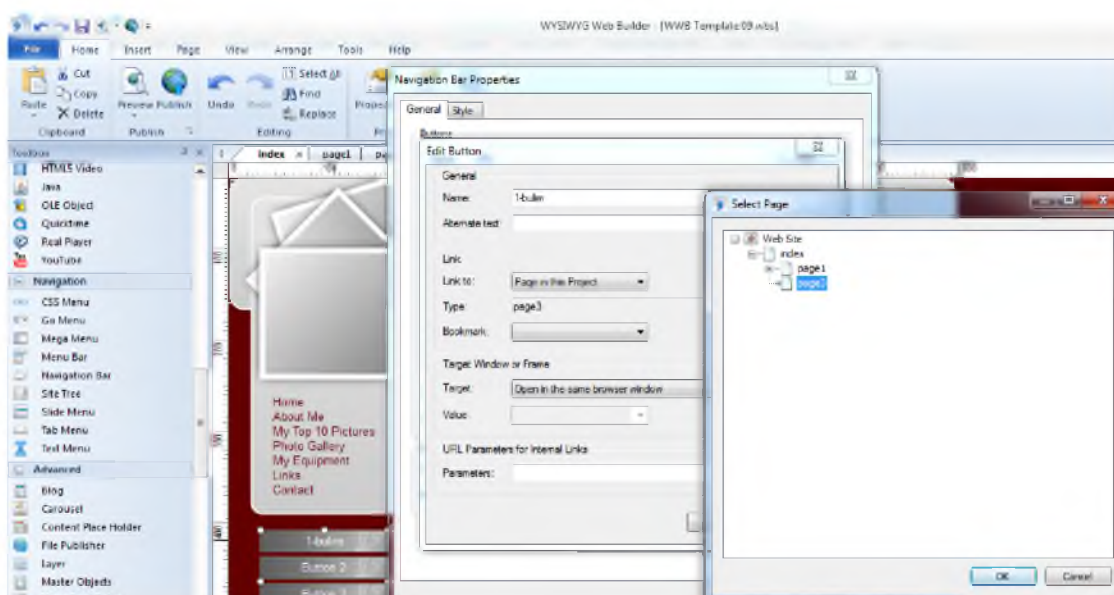 WYSIWYG Web Builder - [WWB Template 09.wbs]
File Home Insert Page View Arrange Tools Help
Cut
Copy
Delete
Paste
Preview Publish
Undo
Select All
Find
Replace
Clipboard Publish Editing
Toolbox
HTML5 Video
Java
OLE Object
Quicktime
Real Player
YouTube
Navigation
CSS Menu
Go Menu
Mega Menu
Menu Bar
Navigation Bar
Site Tree
Slide Menu
Tab Menu
Text Menu
Advanced
Blog
Carousel
Content Place Holder
File Publisher
Layer
Master Objects
index page1
Home
About Me
My Top 10 Pictures
Photo Gallery
My Equipment
Links
Contact
Button 2
Navigation Bar Properties
General Style
Buttons
Edit Button
General
Name:
Alternate text
Link
Link to: Page in this Project
Type: page3
Bookmark:
Target Window or Frame
Target: Open in the same browser window
Value:
URL Parameters for Internal Links
Parameters:
Select Page
Web Site
index
page1
page3
OK Cancel